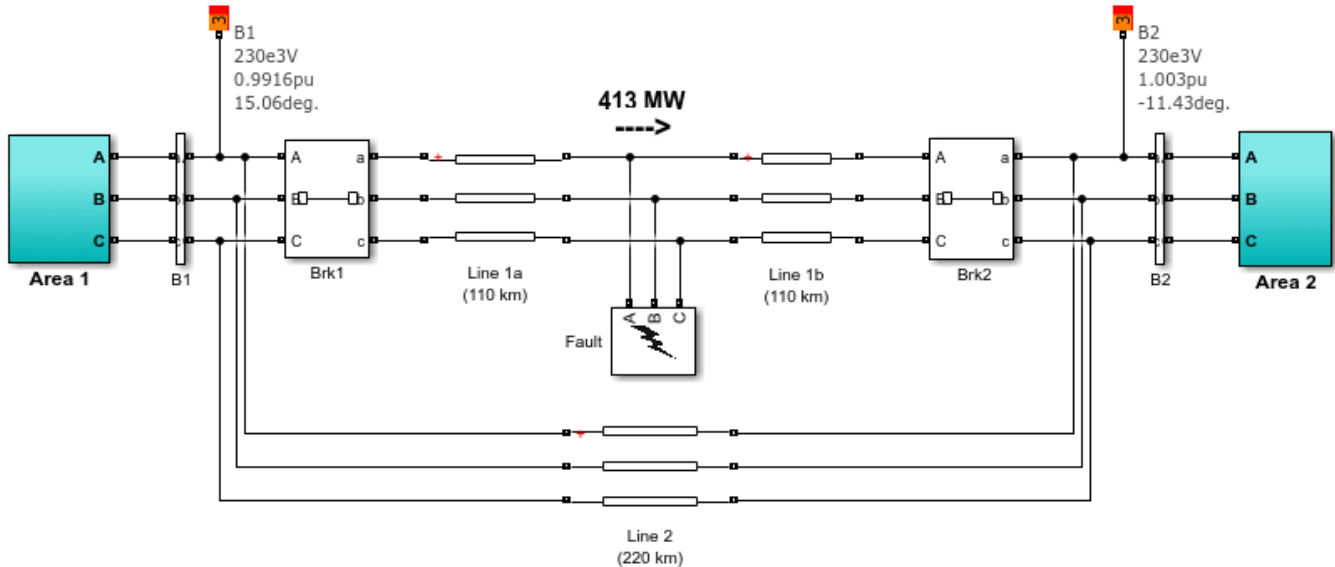 3
B1
230e3V
0.9916pu
15.06deg.
3
B2
230e3V
1.003pu
-11.43deg.
413 MW
---->
A
B
C
Area 1
a
b
c
B1
A
B
C
a
b
c
Brk1
Line 1a
(110 km)
A
B
C
Fault
Line 1b
(110 km)
A
B
C
a
b
c
Brk2
a
b
c
B2
A
B
C
Area 2
Line 2
(220 km)